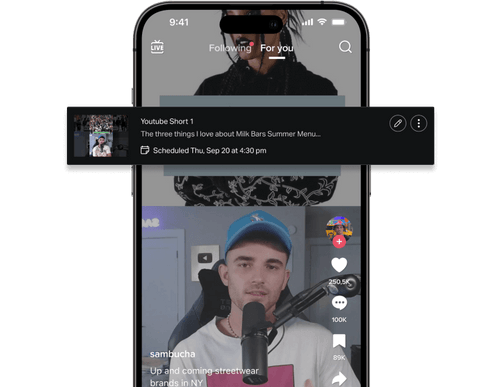 9:41
LIVE
Following For you
Youtube Short 1
The three things I love about Milk Bars Summer Menu...
Scheduled Thu, Sep 20 at 4:30 pm
250.5K
100K
89K
sambucha
Up and coming streetwear
brands in NY